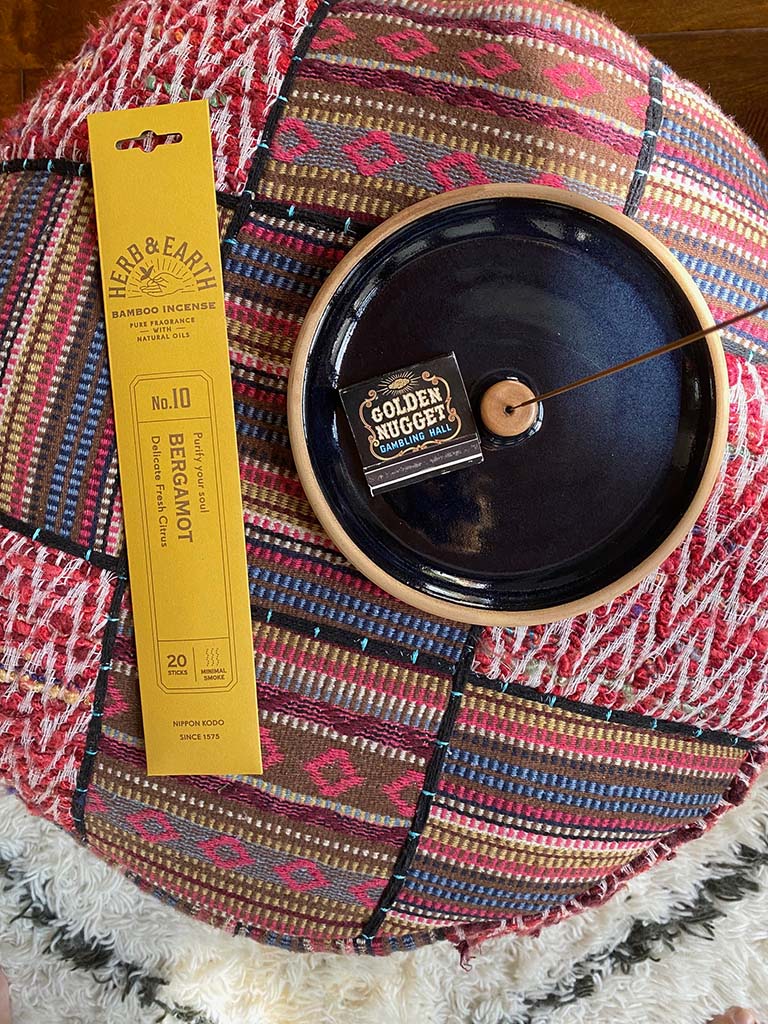 HERB & EARTH
BAMBOO INCENSE
PURE FRAGRANCE
WITH
NATURAL OILS
No.10
Purify your soul
BERGAMOT
Delicate Fresh Citrus
20
STICKS
MINIMAL
SMOKE
NIPPON KODO
SINCE 1575
GOLDEN
NUGGET
GAMBLING HALL